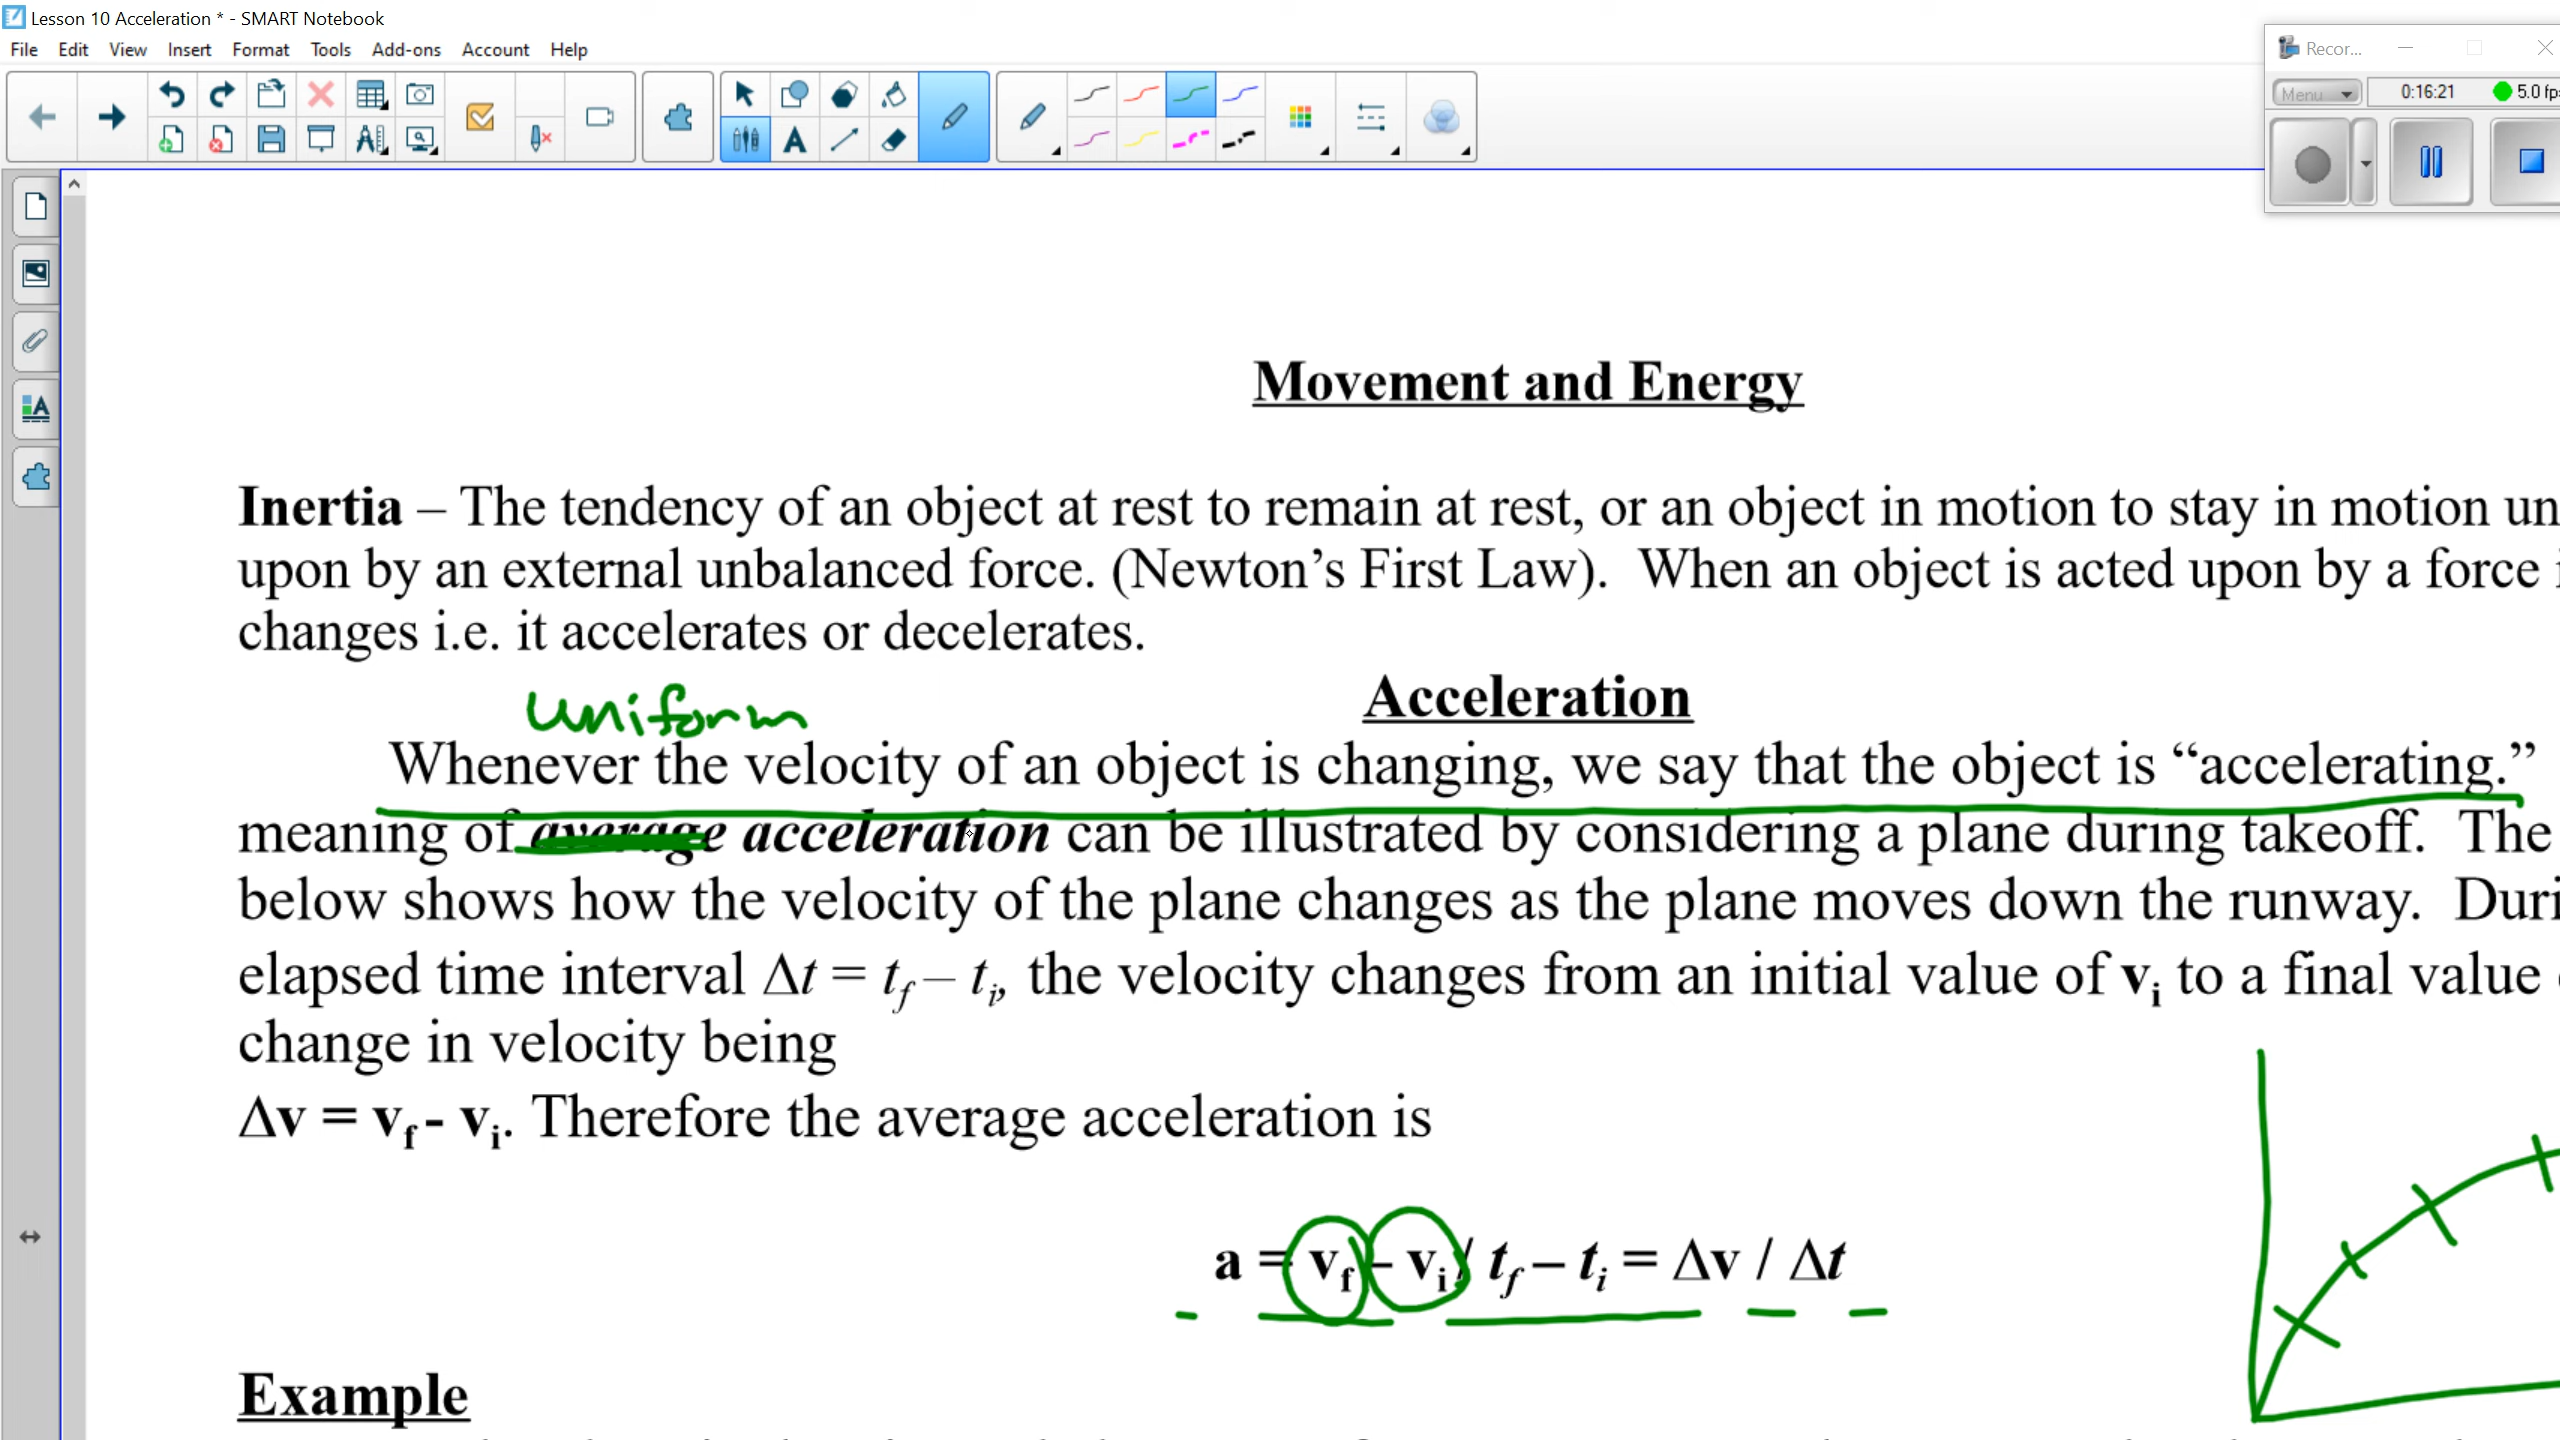 Lesson 10 Acceleration * - SMART Notebook
File Edit View Insert Format Tools Add-ons Account Help
Recor...
Menu 0:16:21 5.0 fp
Movement and Energy
Inertia – The tendency of an object at rest to remain at rest, or an object in motion to stay in motion un
upon by an external unbalanced force. (Newton’s First Law). When an object is acted upon by a force i
changes i.e. it accelerates or decelerates.
uniform
Acceleration
Whenever the velocity of an object is changing, we say that the object is “accelerating.”
meaning of average acceleration can be illustrated by considering a plane during takeoff. The
below shows how the velocity of the plane changes as the plane moves down the runway. Duri
elapsed time interval Δt = tf – ti, the velocity changes from an initial value of vi to a final value
change in velocity being
Δv = vf - vi. Therefore the average acceleration is
a = vf – vi / tf – ti = Δv / Δt
Example